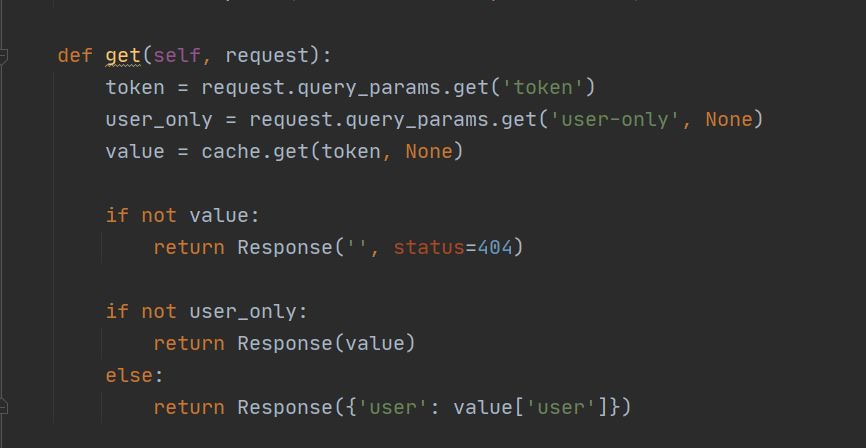 def get(self, request):
token = request.query_params.get('token')
user_only = request.query_params.get('user-only', None)
value = cache.get(token, None)
if not value:
return Response('', status=404)
if not user_only:
return Response(value)
else:
return Response({'user': value['user']})